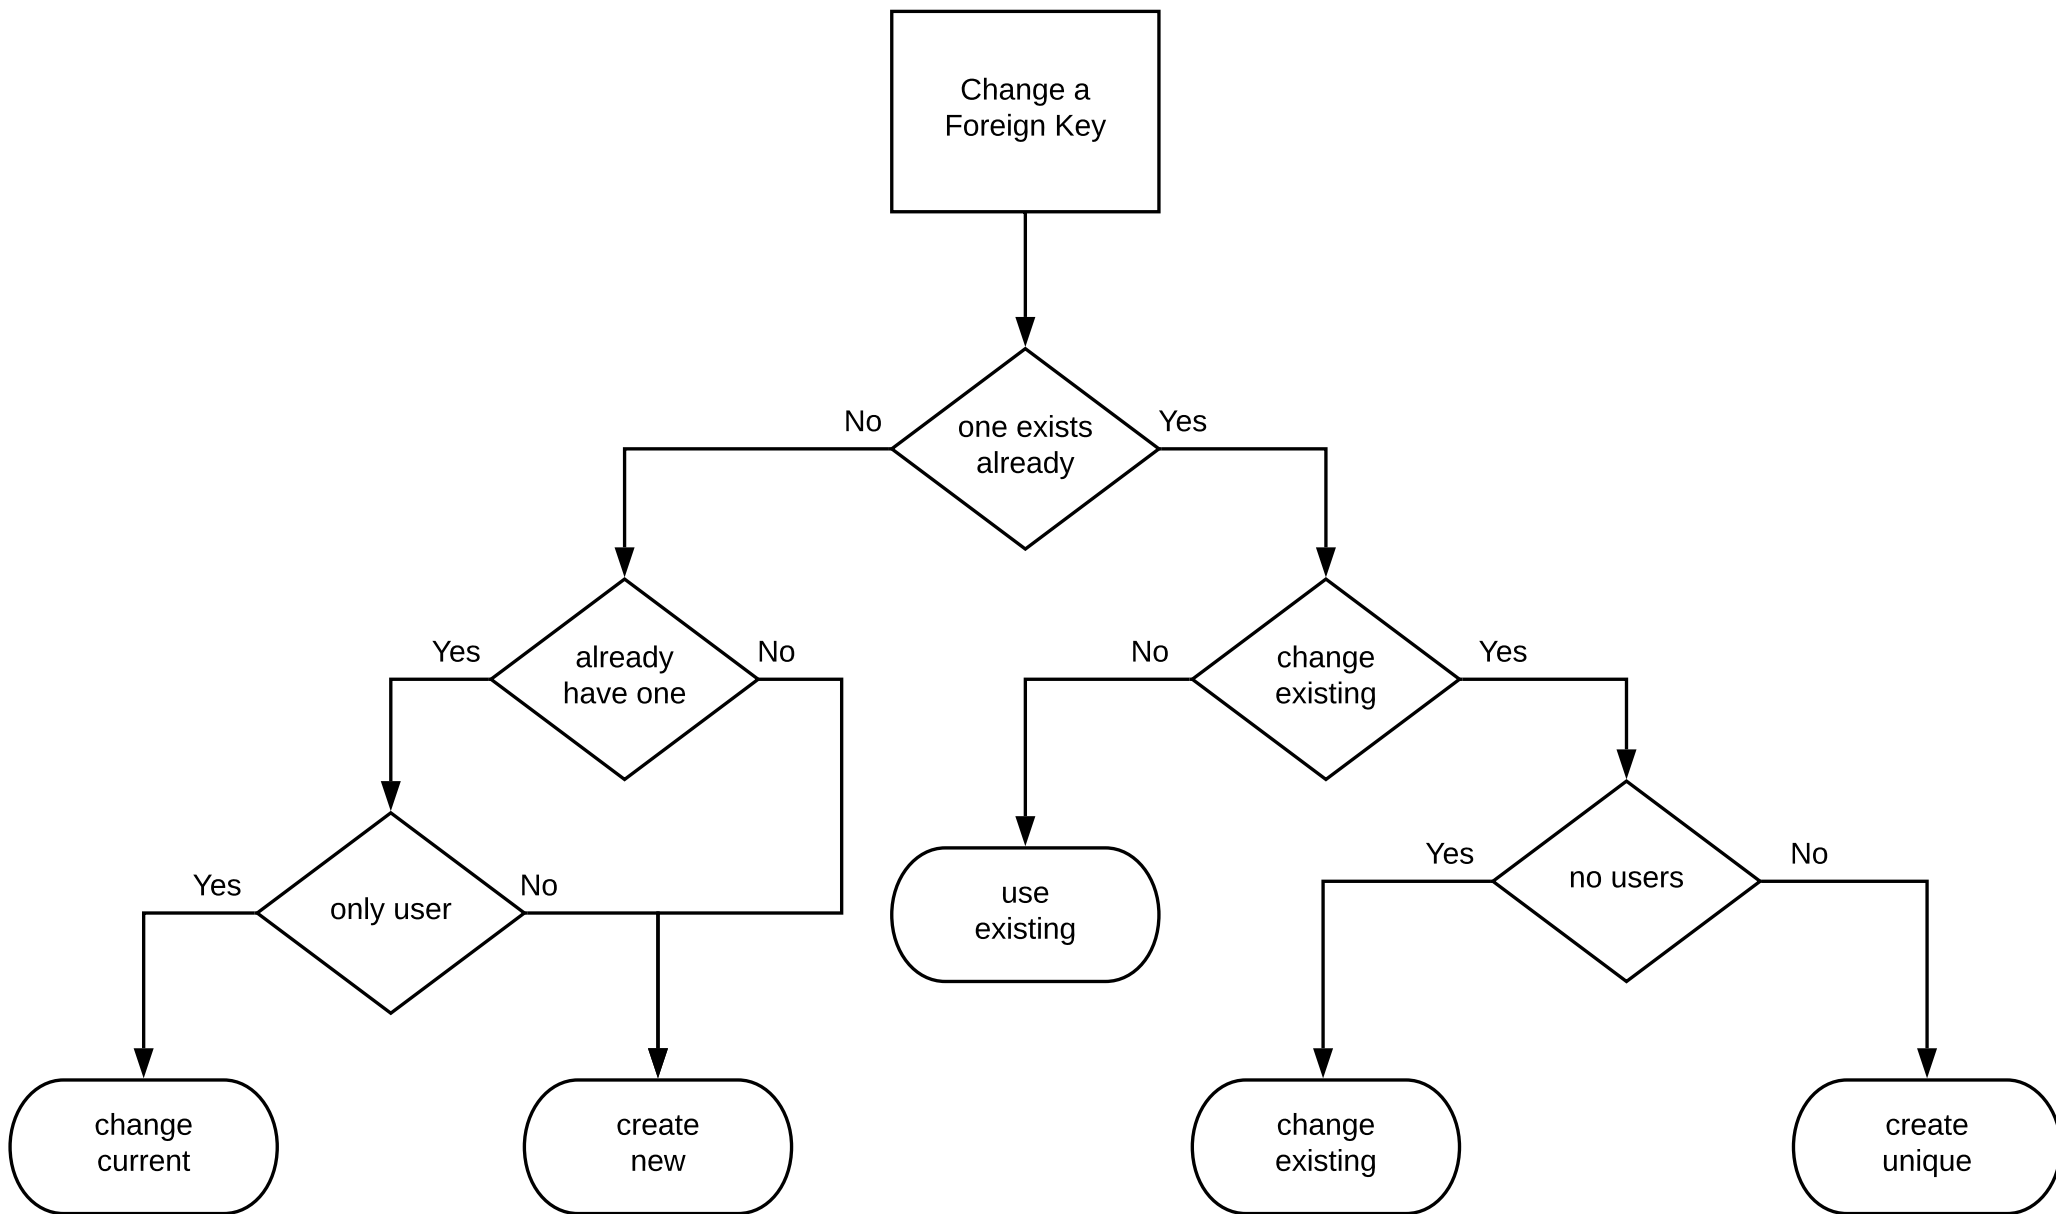 Change a
Foreign Key
No
Yes
one exists
already
Yes
already
have one
No
No
change
existing
Yes
Yes
only user
No
use
existing
Yes
no users
No
change
current
create
new
change
existing
create
unique